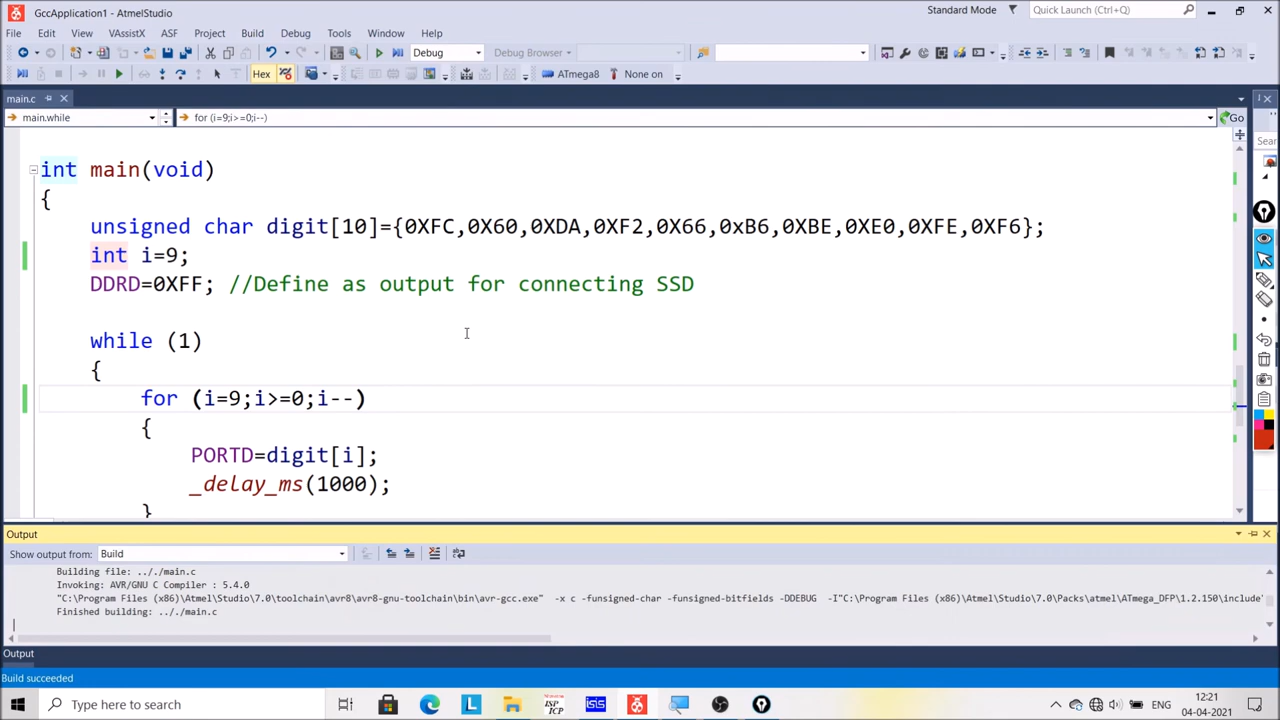 GccApplication1 - AtmelStudio
Standard Mode
Quick Launch (Ctrl+Q)
File Edit View VAssistX ASF Project Build Debug Tools Window Help
Debug
Debug Browser
Hex
ATmega8
None on
main.c
main.while
for (i=9;i>=0;i--)
Go
Sear
int main(void)
{
unsigned char digit[10]={0XFC,0X60,0XDA,0XF2,0X66,0xB6,0XBE,0XE0,0XFE,0XF6};
int i=9;
DDRD=0XFF; //Define as output for connecting SSD
while (1)
{
for (i=9;i>=0;i--)
{
PORTD=digit[i];
_delay_ms(1000);
}
Output
Show output from: Build
Building file: .././main.c
Invoking: AVR/GNU C Compiler : 5.4.0
"C:\Program Files (x86)\Atmel\Studio\7.0\toolchain\avr8\avr8-gnu-toolchain\bin\avr-gcc.exe" -x c -funsigned-char -funsigned-bitfields -DDEBUG -I"C:\Program Files (x86)\Atmel\Studio\7.0\Packs\atmel\ATmega_DFP\1.2.150\include"
Finished building: .././main.c
Output
Build succeeded
Type here to search
ISP
ICP
isis
ENG
12:21
04-04-2021